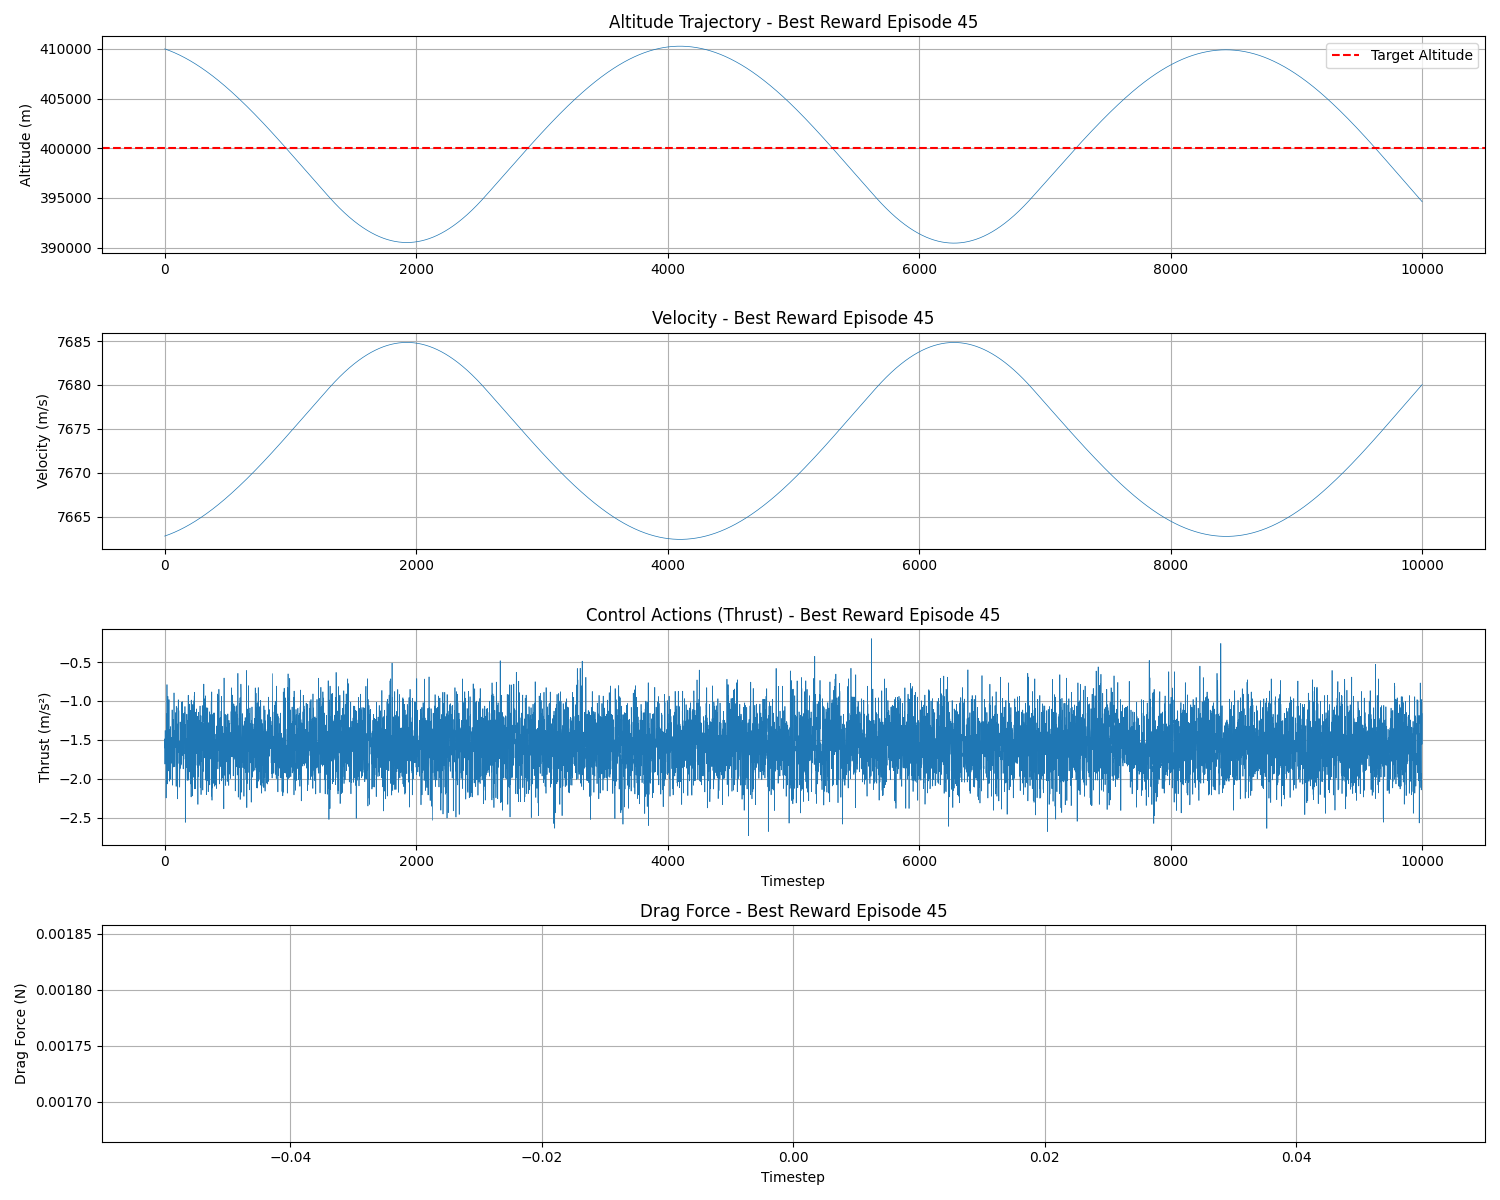 Altitude Trajectory - Best Reward Episode 45
Altitude (m)
410000
405000
400000
395000
390000
Target Altitude
0 2000 4000 6000 8000 10000
Velocity - Best Reward Episode 45
Velocity (m/s)
7685
7680
7675
7670
7665
0 2000 4000 6000 8000 10000
Control Actions (Thrust) - Best Reward Episode 45
Thrust (m/s²)
−0.5
−1.0
−1.5
−2.0
−2.5
0 2000 4000 6000 8000 10000
Timestep
Drag Force - Best Reward Episode 45
Drag Force (N)
0.00185
0.00180
0.00175
0.00170
−0.04 −0.02 0.00 0.02 0.04
Timestep